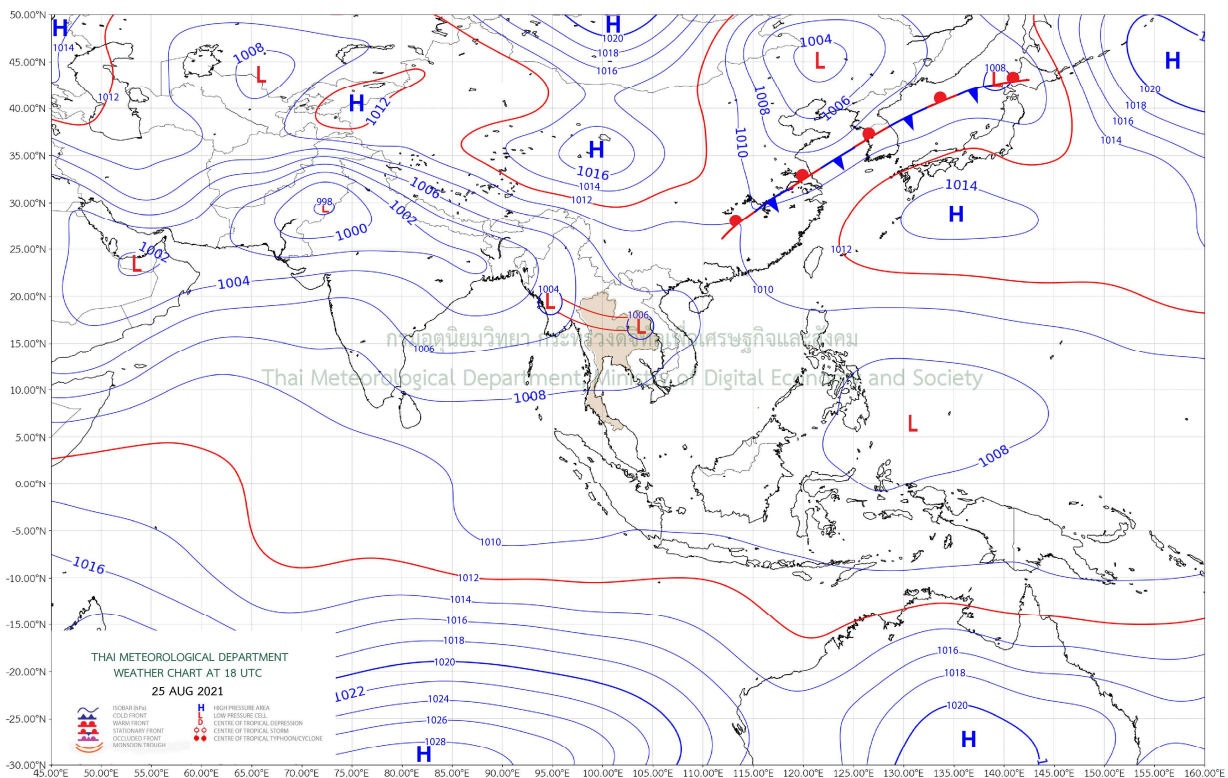 50.00°N
H
1014
1008
L
H
1020
1018
1016
1004
L
H
1020
1018
1016
1014
45.00°N
1008
L
1012
H
1012
1008
1006
40.00°N
1010
H
1016
1014
1012
35.00°N
1006
1002
1014
H
998
L
30.00°N
1000
1012
25.00°N
1002
L
1004
1010
20.00°N
1004
L
1006
L
กรมอุตุนิยมวิทยา กระทรวงดิจิทัลเพื่อเศรษฐกิจและสังคม
15.00°N
1006
Thai Meteorological Department Ministry of Digital Economy and Society
10.00°N
1008
L
5.00°N
1008
0.00°N
-5.00°N
1010
1010
1016
1012
-10.00°N
1014
1012
-15.00°N
1016
1018
1016
-20.00°N
1020
1018
1022
1024
1020
-25.00°N
1026
1028
H
H
-30.00°N
THAI METEOROLOGICAL DEPARTMENT
WEATHER CHART AT 18 UTC
25 AUG 2021
ISOBAR (hPa)
COLD FRONT
WARM FRONT
STATIONARY FRONT
OCCLUDED FRONT
MONSOON TROUGH
H HIGH PRESSURE AREA
L LOW PRESSURE CELL
D CENTRE OF TROPICAL DEPRESSION
CENTRE OF TROPICAL STORM
CENTRE OF TROPICAL TYPHOON/CYCLONE
45.00°E 50.00°E 55.00°E 60.00°E 65.00°E 70.00°E 75.00°E 80.00°E 85.00°E 90.00°E 95.00°E 100.00°E 105.00°E 110.00°E 115.00°E 120.00°E 125.00°E 130.00°E 135.00°E 140.00°E 145.00°E 150.00°E 155.00°E 160.00°E